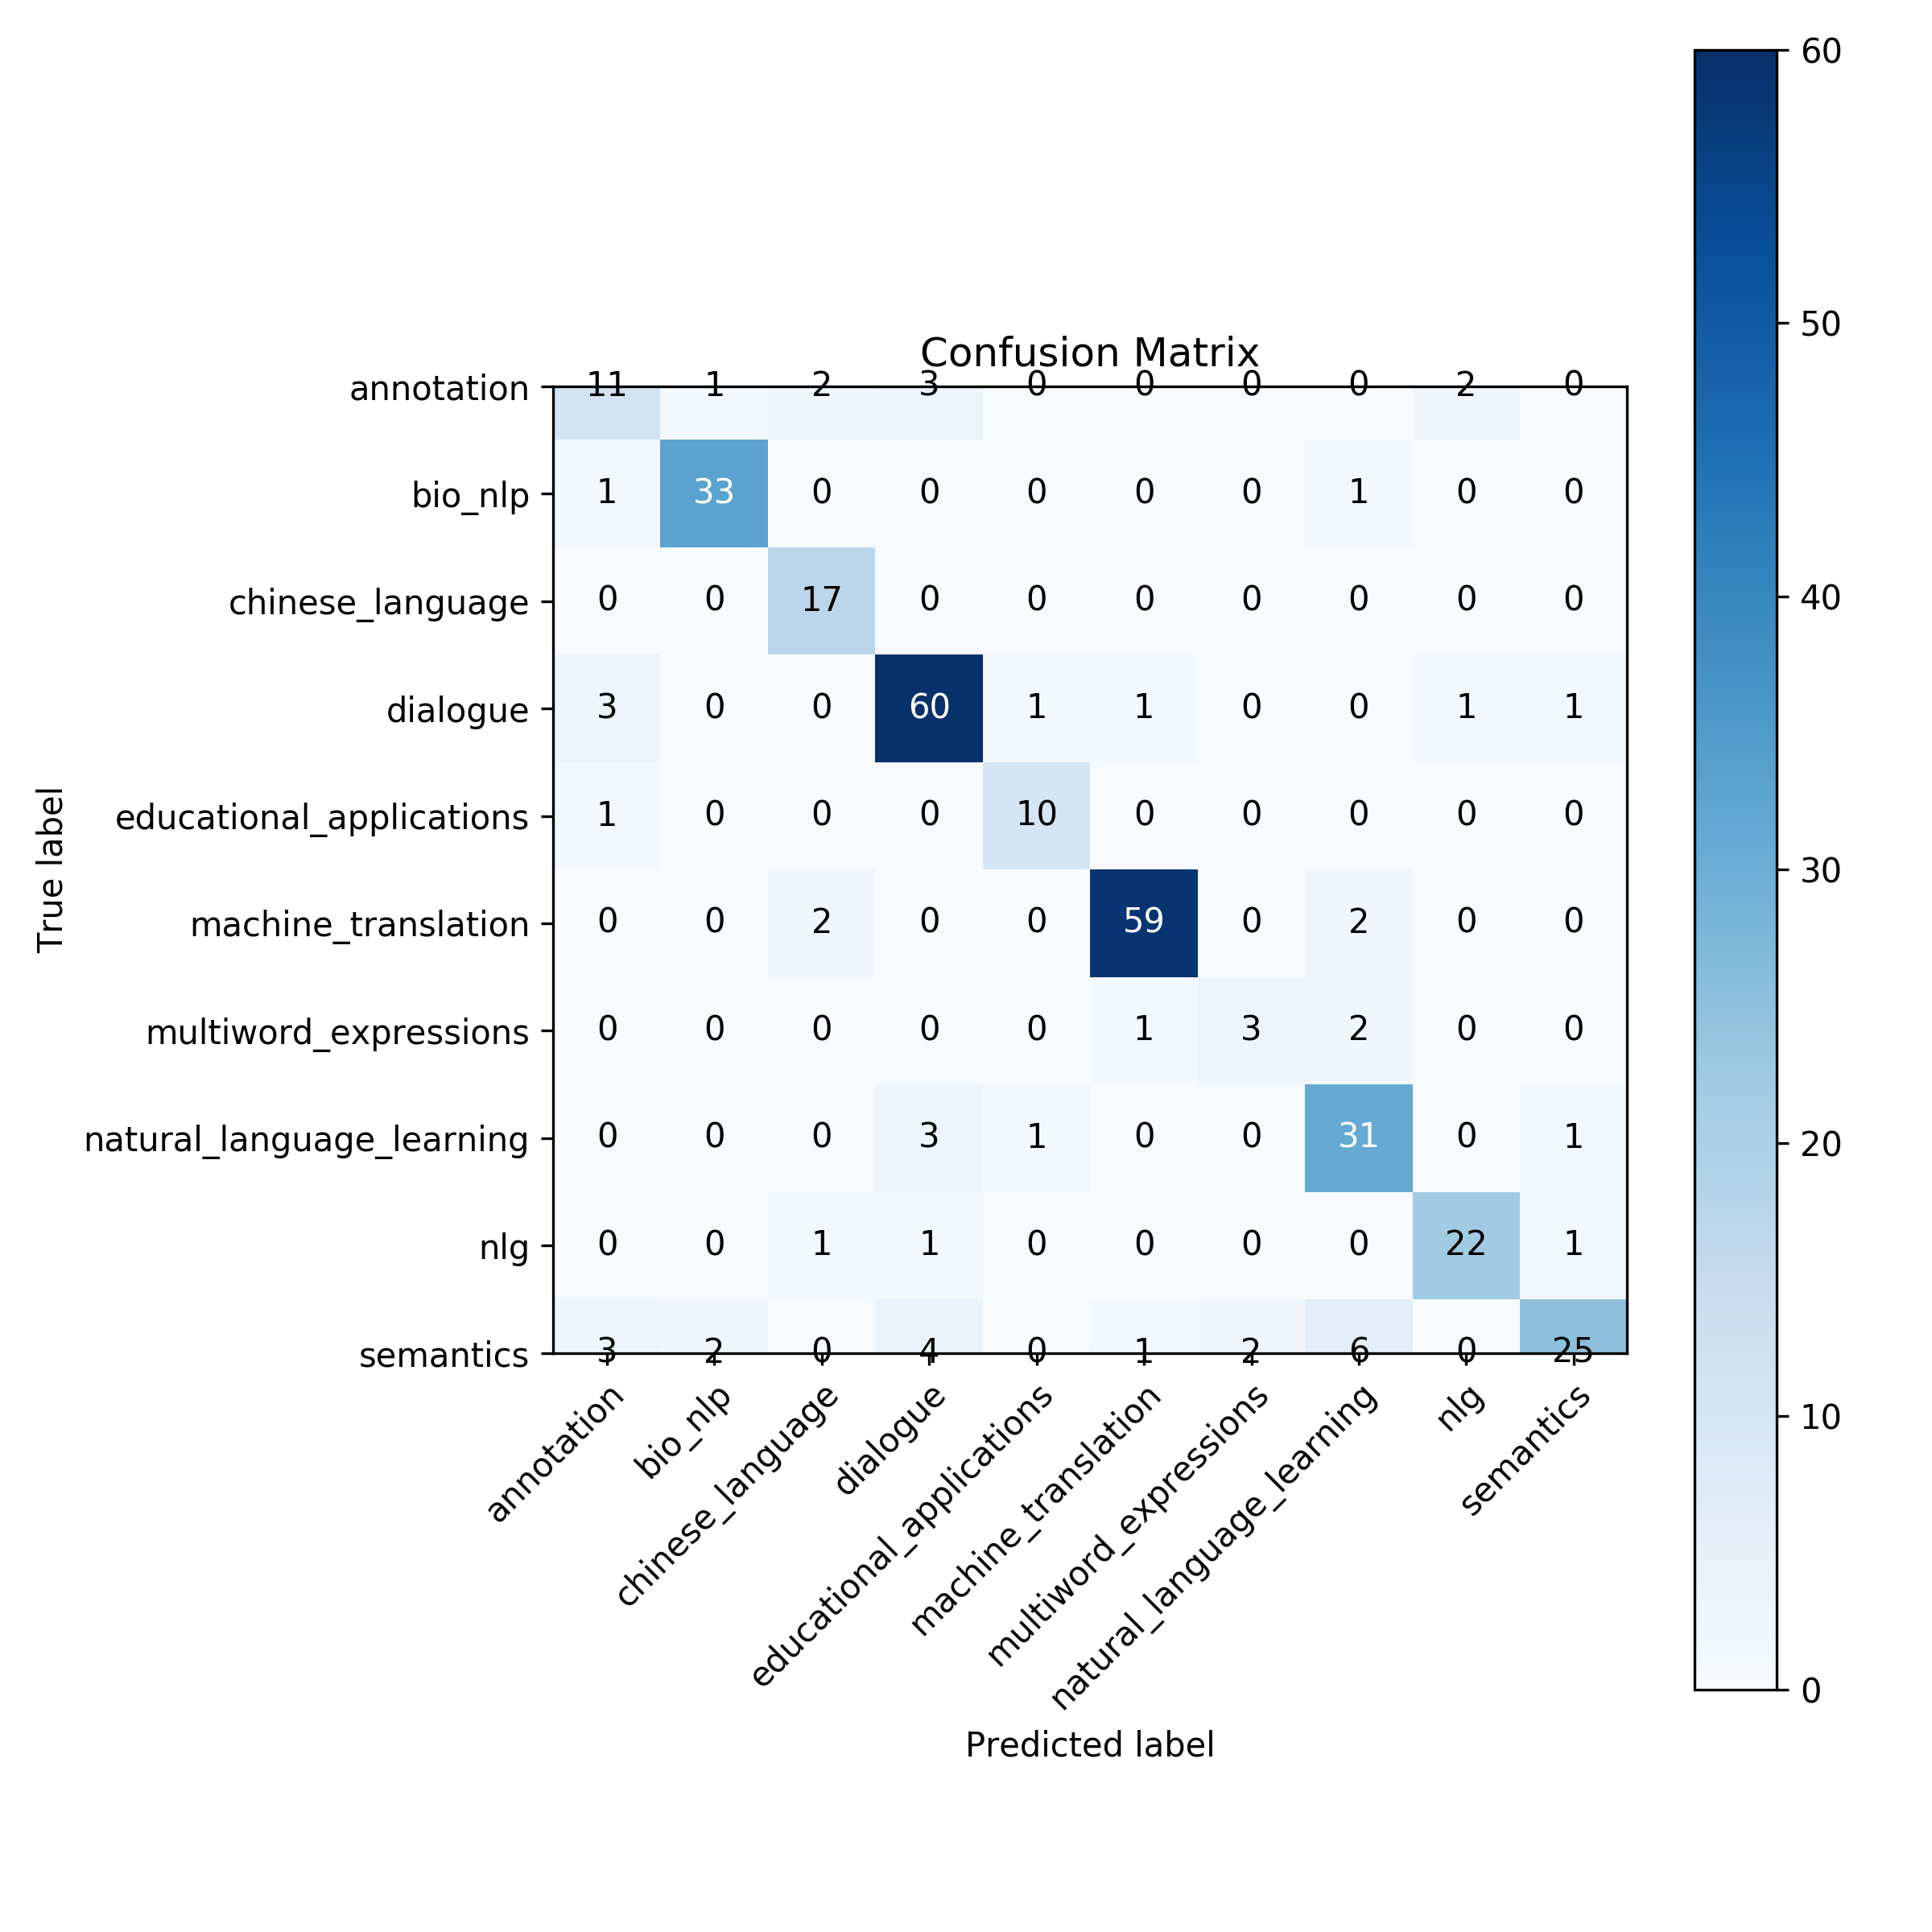 Confusion Matrix
annotation 11 1 2 3 0 0 0 0 2 0
bio_nlp 1 33 0 0 0 0 0 1 0 0
chinese_language 0 0 17 0 0 0 0 0 0 0
dialogue 3 0 0 60 1 1 0 0 1 1
educational_applications 1 0 0 0 10 0 0 0 0 0
machine_translation 0 0 2 0 0 59 0 2 0 0
multiword_expressions 0 0 0 0 0 1 3 2 0 0
natural_language_learning 0 0 0 3 1 0 0 31 0 1
nlg 0 0 1 1 0 0 0 0 22 1
semantics 3 2 0 4 0 1 2 6 0 25
True label
annotation
bio_nlp
chinese_language
dialogue
educational_applications
machine_translation
multiword_expressions
natural_language_learning
nlg
semantics
Predicted label
60
50
40
30
20
10
0